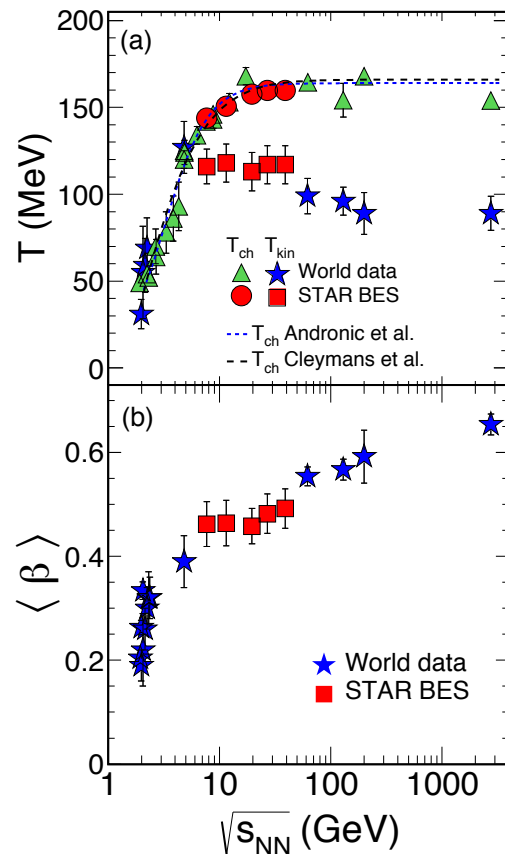 (a)
200
150
100
50
0
T (MeV)
T_ch T_kin
World data
STAR BES
T_ch Andronic et al.
T_ch Cleymans et al.
(b)
0.6
0.4
0.2
0
⟨ β ⟩
World data
STAR BES
1 10 100 1000
√s_NN (GeV)